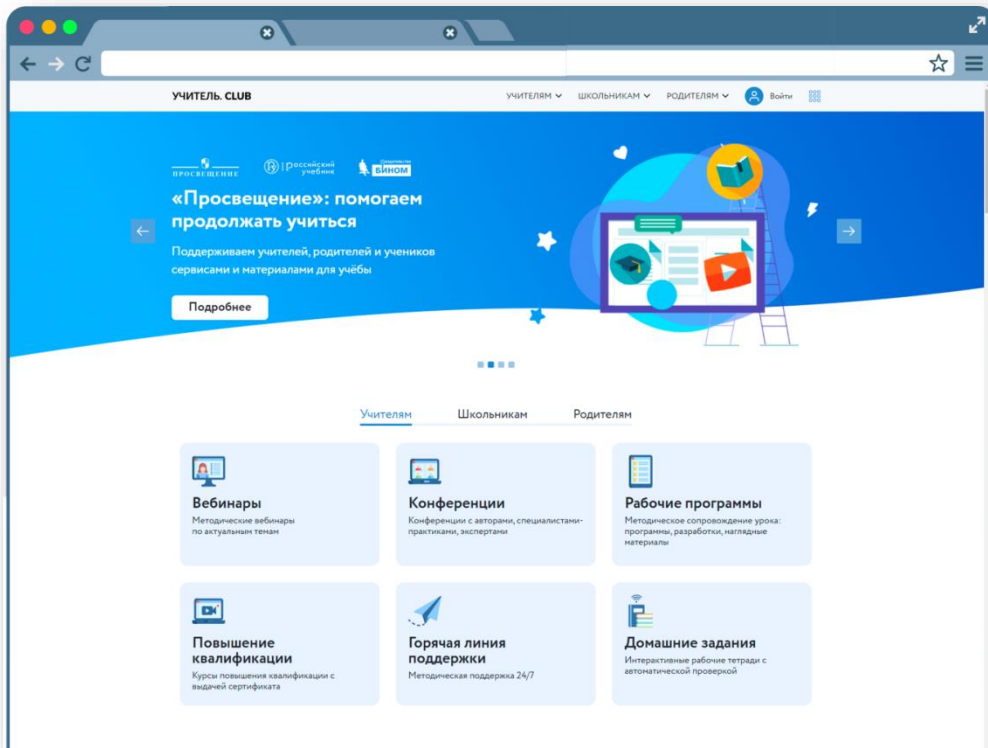 УЧИТЕЛЬ. CLUB
УЧИТЕЛЯМ
ШКОЛЬНИКАМ
РОДИТЕЛЯМ
Войти
ПРОСВЕЩЕНИЕ
российский
учебник
БИНОМ
«Просвещение»: помогаем
продолжать учиться
Поддерживаем учителей, родителей и учеников
сервисами и материалами для учёбы
Подробнее
Учителям
Школьникам
Родителям
Вебинары
Методические вебинары
по актуальным темам
Конференции
Конференции с авторами, специалистами-
практиками, экспертами
Рабочие программы
Методическое сопровождение урока:
программы, разработки, наглядные
материалы
Повышение
квалификации
Курсы повышения квалификации с
выдачей сертификата
Горячая линия
поддержки
Методическая поддержка 24/7
Домашние задания
Интерактивные рабочие тетради с
автоматической проверкой